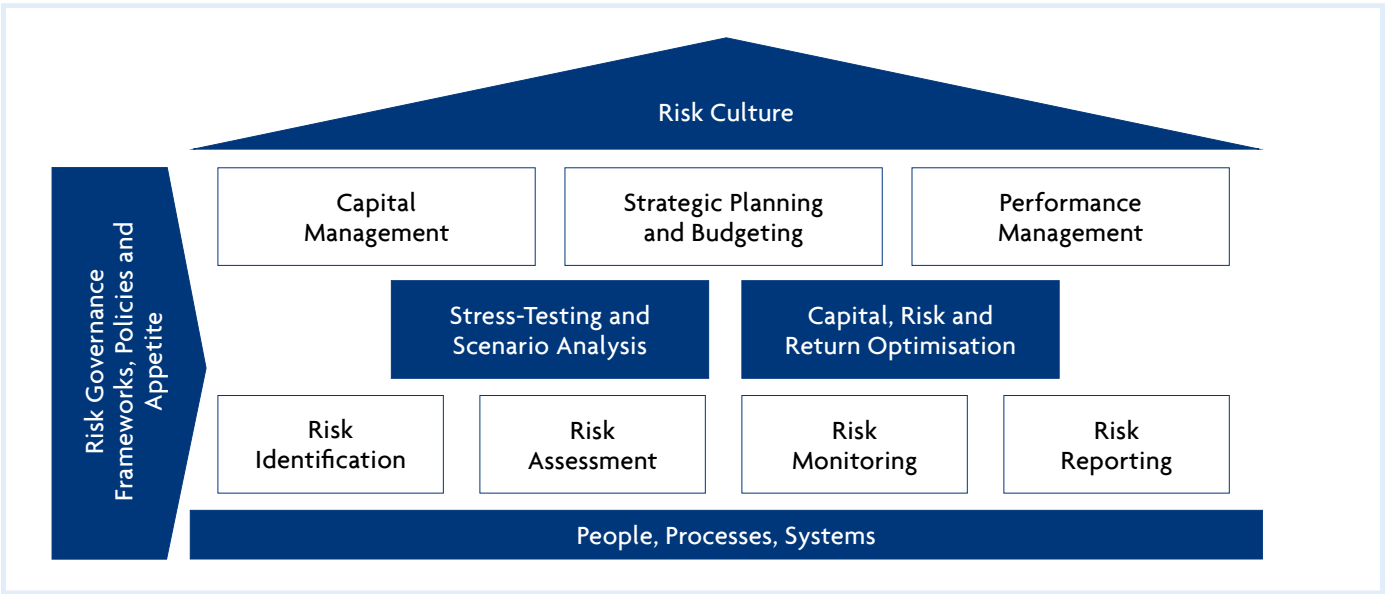 Risk Culture
Risk Governance
Frameworks, Policies and
Appetite
Capital
Management
Strategic Planning
and Budgeting
Performance
Management
Stress-Testing and
Scenario Analysis
Capital, Risk and
Return Optimisation
Risk
Identification
Risk
Assessment
Risk
Monitoring
Risk
Reporting
People, Processes, Systems